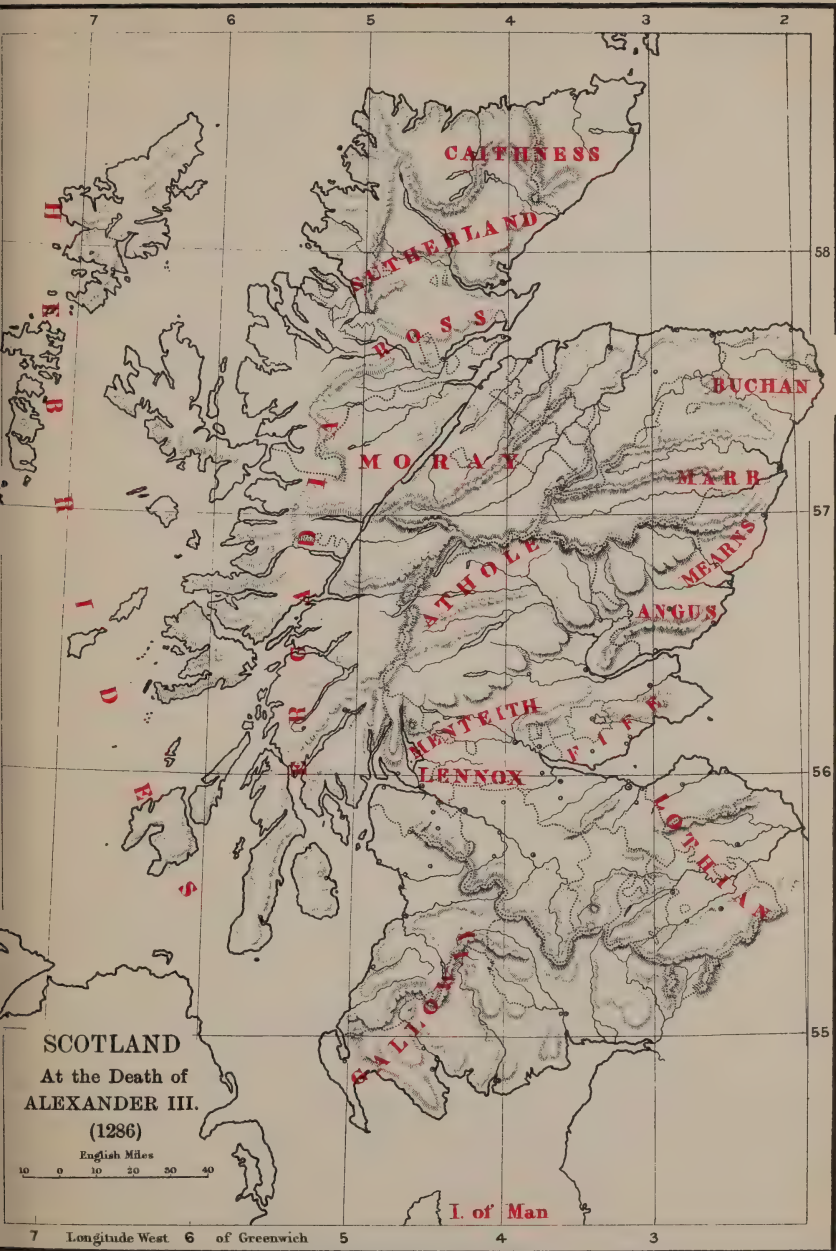 7 6 5 4 3 2
CAITHNESS
SUTHERLAND
58
ROSS
HEBRIDES
BUCHAN
MORAY
MARR
57
ERGADIA
ATHOLE
MEARNS
ANGUS
MENTEITH
FIFE
LENNOX
56
LOTHIAN
GALLOWAY
55
SCOTLAND
At the Death of
ALEXANDER III.
(1286)
English Miles
10 0 10 20 30 40
I. of Man
7 Longitude West 6 of Greenwich 5 4 3